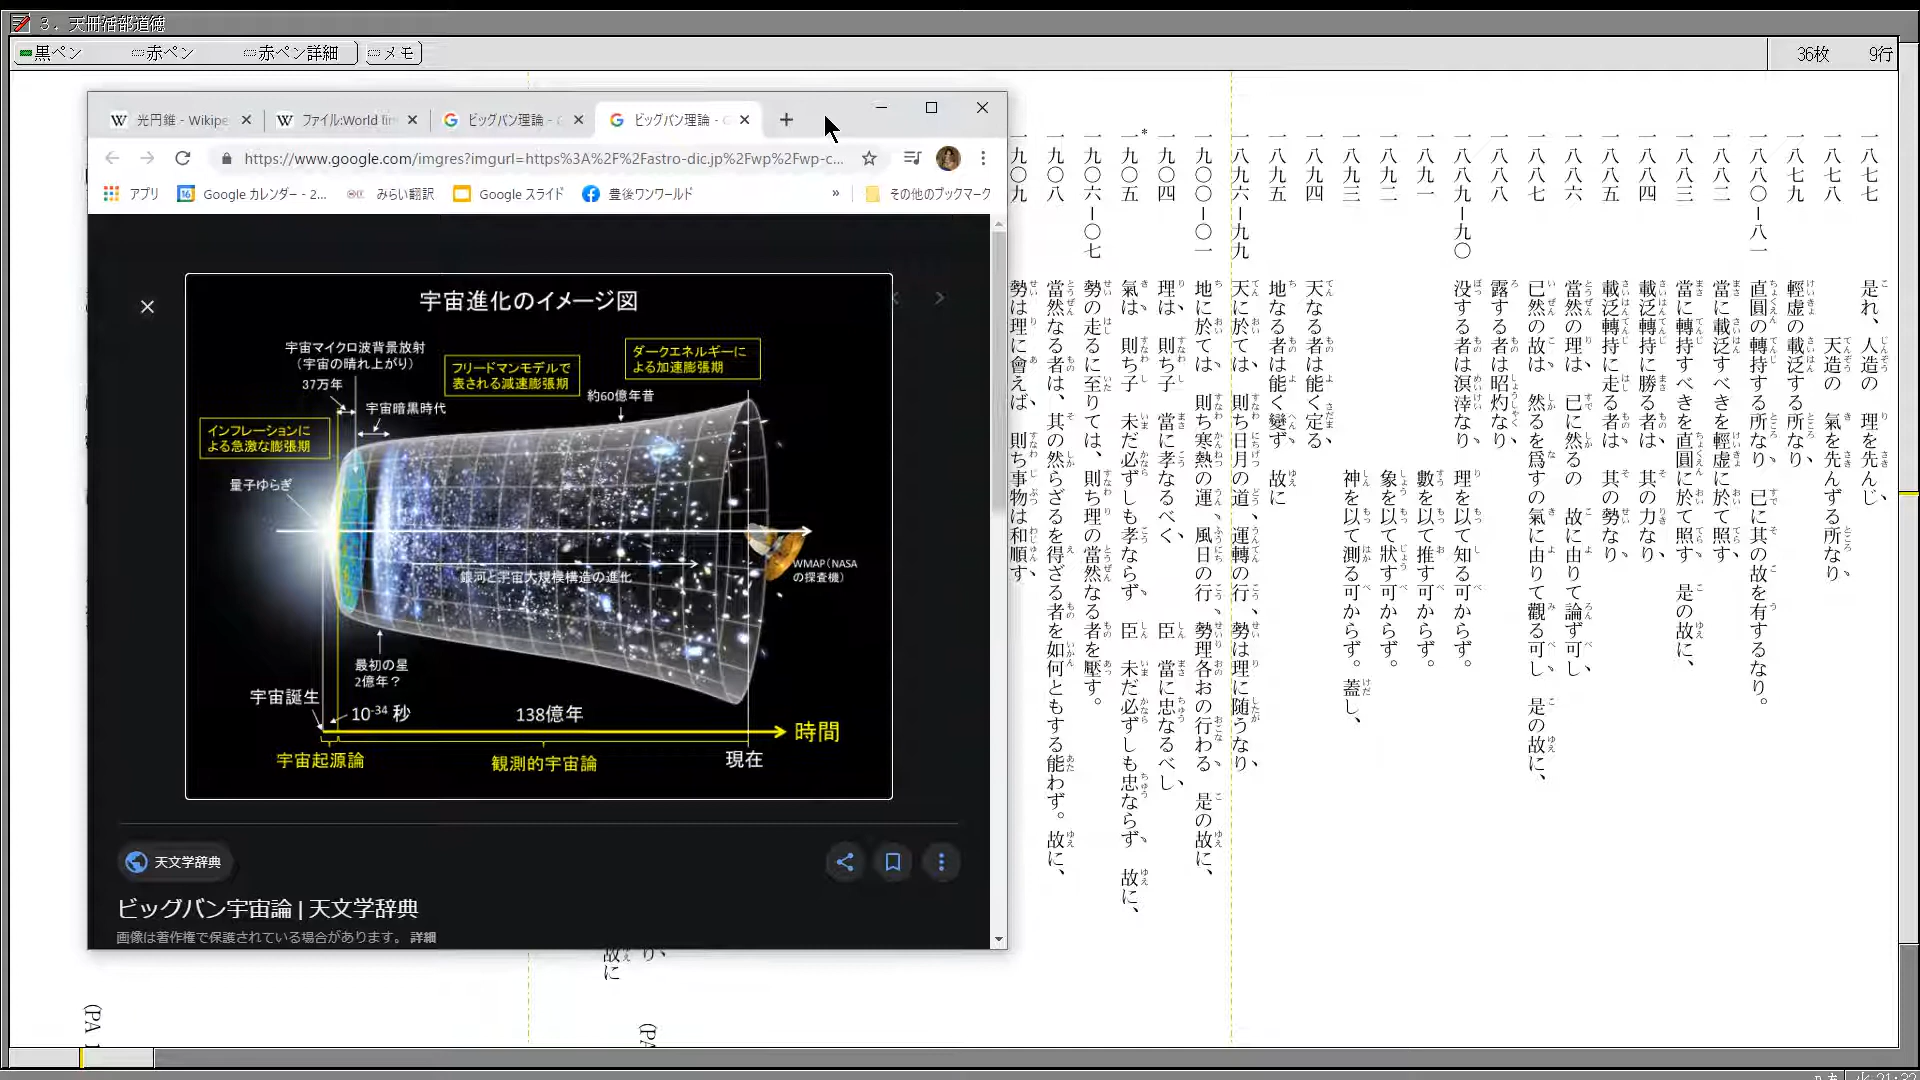 3．天冊活部道徳
黒ペン
赤ペン
赤ペン詳細
メモ
36枚 9行
光円錐 - Wikipe
ファイル:World lin
ビッグバン理論 - G
ビッグバン理論 - G
https://www.google.com/imgres?imgurl=https%3A%2F%2Fastro-dic.jp%2Fwp%2Fwp-c...
アプリ
Google カレンダー - 2...
みらい翻訳
Google スライド
豊後ワンワールド
»
その他のブックマーク
宇宙進化のイメージ図
宇宙マイクロ波背景放射
(宇宙の晴れ上がり)
37万年
宇宙暗黒時代
フリードマンモデルで
表される減速膨張期
ダークエネルギーに
よる加速膨張期
約60億年昔
インフレーションに
よる急激な膨張期
量子ゆらぎ
銀河と宇宙大規模構造の進化
WMAP(NASA
の探査機)
最初の星
2億年？
宇宙誕生
10-34 秒
138億年
時間
宇宙起源論
観測的宇宙論
現在
天文学辞典
ビッグバン宇宙論 | 天文学辞典
画像は著作権で保護されている場合があります。 詳細
一八七七 是れ、人造の 理を先んじ、
一八七八 天造の 氣を先んずる所なり、
一八七九 輕虚の載泛する所なり、
一八八〇－八一 直圓の轉持する所なり 已に其の故を有するなり。
一八八二 當に載泛すべきを輕虚に於て照す、
一八八三 當に轉持すべきを直圓に於て照す 是の故に、
一八八四 載泛轉持に勝る者は 其の力なり、
一八八五 載泛轉持に走る者は 其の勢なり
一八八六 當然の理は 已に然るの 故に由りて論ず可し、
一八八七 已然の故は 然るを爲すの氣に由りて觀る可し 是の故に、
一八八八 露する者は昭灼なり、
一八八九－九〇 没する者は溟涬なり 理を以て知る可からず。
一八九一 數を以て推す可からず。
一八九二 象を以て狀す可からず。
一八九三 神を以て測る可からず。蓋し、
一八九四 天なる者は能く定る、
一八九五 地なる者は能く變ず 故に
一八九六－九九 天に於ては 則ち日月の道、運轉の行、勢は理に随うなり、
一九〇〇－〇一 地に於ては 則ち寒熱の運 風日の行、勢理各おの行わる 是の故に、
一九〇四 理は 則ち子 當に孝なるべく 臣 當に忠なるべし、
*
一九〇五 氣は 則ち子 未だ必ずしも孝ならず 臣 未だ必ずしも忠ならず 故に、
一九〇六－〇七 勢の走るに至りては、則ち理の當然なる者を壓す。
一九〇八 當然なる者は、其の然らざるを得ざる者を如何ともする能わず。故に、
一九〇九 勢は理に會えば、則ち事物は和順す、
故に
(PA 1